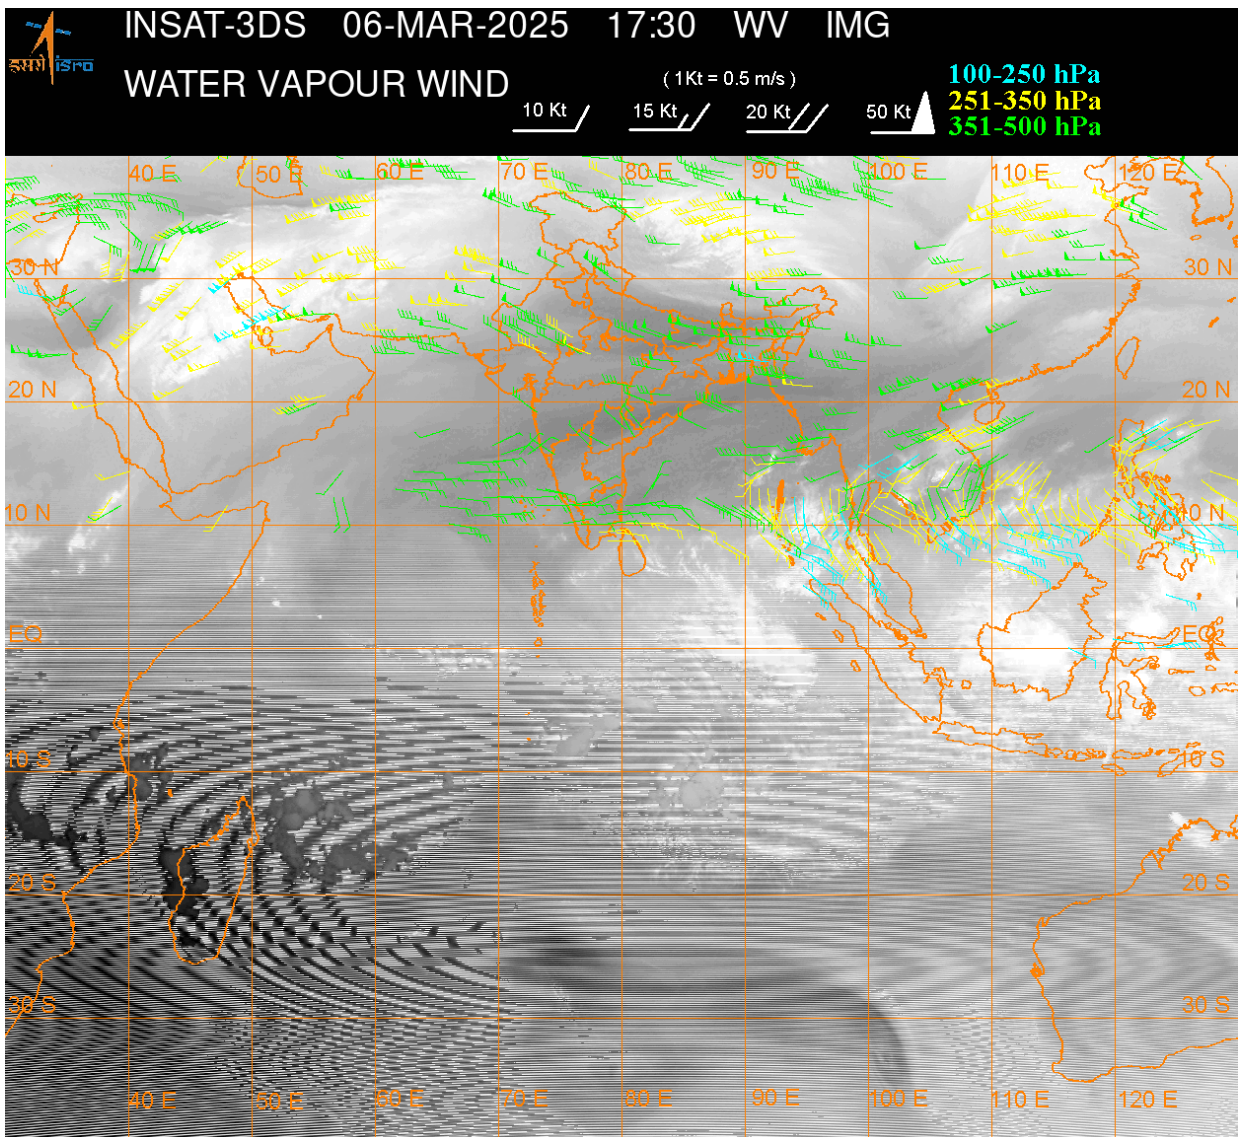 INSAT-3DS 06-MAR-2025 17:30 WV IMG
WATER VAPOUR WIND
( 1Kt = 0.5 m/s )
100-250 hPa
251-350 hPa
351-500 hPa
10 Kt 15 Kt 20 Kt 50 Kt
इसरो isro
40 E 50 E 60 E 70 E 80 E 90 E 100 E 110 E 120 E
30 N 30 N
20 N 20 N
10 N 10 N
EQ EQ
10 S 10 S
20 S 20 S
30 S 30 S
40 E 50 E 60 E 70 E 80 E 90 E 100 E 110 E 120 E